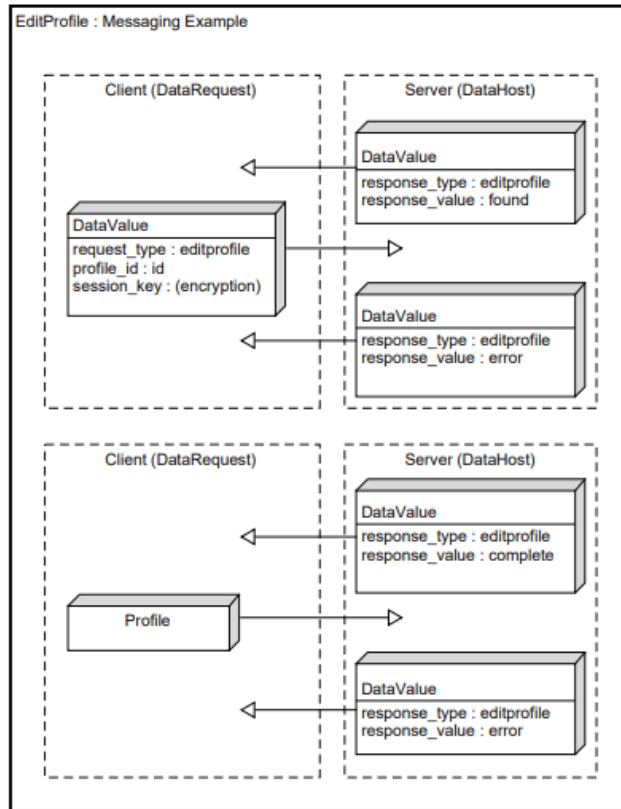 EditProfile : Messaging Example
Client (DataRequest)
Server (DataHost)
DataValue
response_type : editprofile
response_value : found
DataValue
request_type : editprofile
profile_id : id
session_key : (encryption)
DataValue
response_type : editprofile
response_value : error
Client (DataRequest)
Server (DataHost)
DataValue
response_type : editprofile
response_value : complete
Profile
DataValue
response_type : editprofile
response_value : error